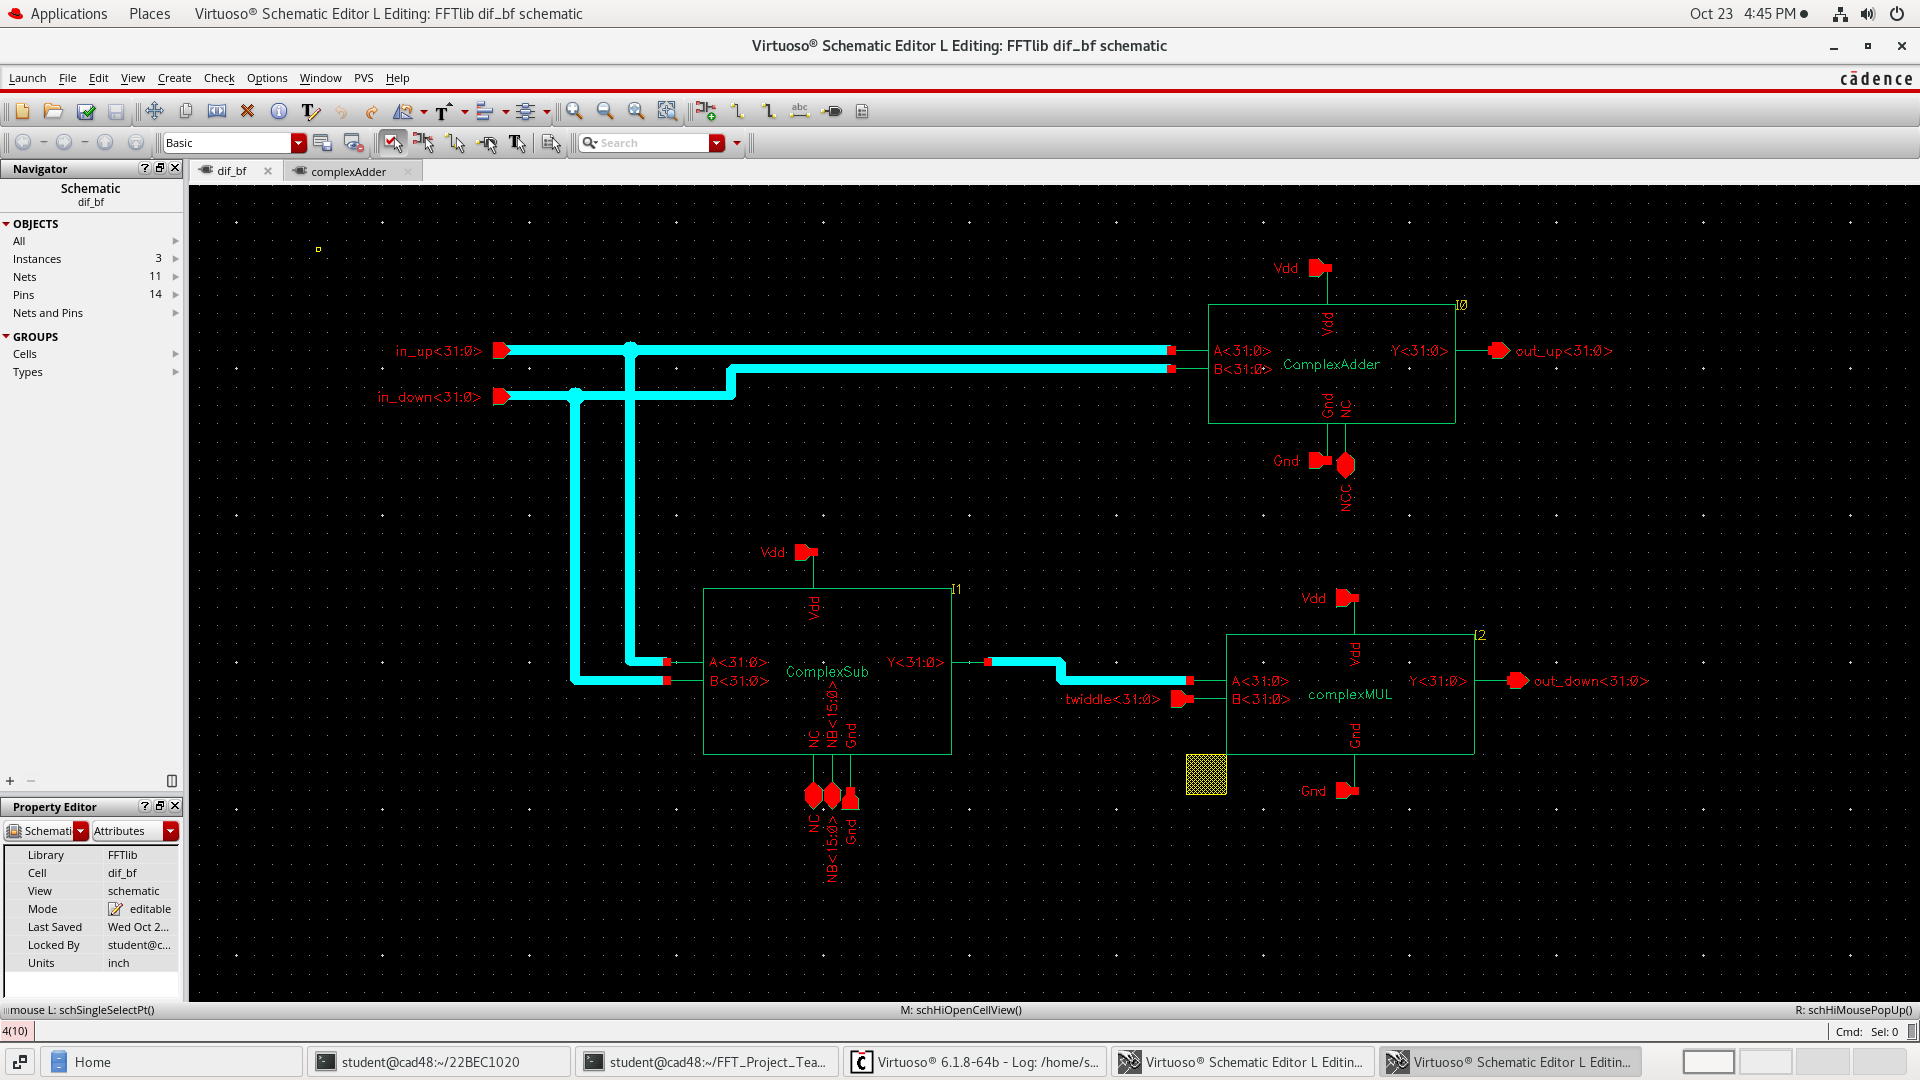 Applications Places Virtuoso® Schematic Editor L Editing: FFTlib dif_bf schematic Oct 23 4:45 PM
Virtuoso® Schematic Editor L Editing: FFTlib dif_bf schematic
Launch File Edit View Create Check Options Window PVS Help cādence
Basic Search
Navigator
dif_bf complexAdder
Schematic
dif_bf
OBJECTS
All
Instances 3
Nets 11
Pins 14
Nets and Pins
GROUPS
Cells
Types
Vdd
I0
Vdd
in_up<31:0> A<31:0> Y<31:0> out_up<31:0>
ComplexAdder
B<31:0>
in_down<31:0>
Gnd NC
Gnd
NCC
Vdd
I1
Vdd
Vdd
I2
Vdd
A<31:0> Y<31:0>
ComplexSub
B<31:0>
A<31:0> Y<31:0> out_down<31:0>
complexMUL
twiddle<31:0> B<31:0>
NC NB<15:0> Gnd
Gnd
Gnd
NC NB<15:0> Gnd
Property Editor
Schemati Attributes
Library FFTlib
Cell dif_bf
View schematic
Mode editable
Last Saved Wed Oct 2...
Locked By student@c...
Units inch
mouse L: schSingleSelectPt() M: schHiOpenCellView() R: schHiMousePopUp()
4(10) Cmd: Sel: 0
Home student@cad48:~/22BEC1020 student@cad48:~/FFT_Project_Tea... Virtuoso® 6.1.8-64b - Log: /home/s... Virtuoso® Schematic Editor L Editin... Virtuoso® Schematic Editor L Editin...